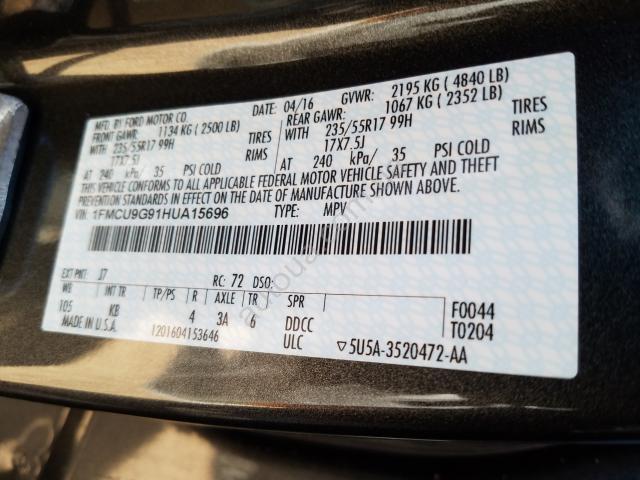 MFD. BY FORD MOTOR CO. DATE 04/16 GVWR: 2195 KG ( 4840 LB)
FRONT GAWR: 1134 KG ( 2500 LB) REAR GAWR: 1067 KG ( 2352 LB)
WITH 235/55R17 99H TIRES WITH 235/55R17 99H TIRES
17X7.5J RIMS 17X7.5J RIMS
AT 240 kPa/ 35 PSI COLD AT 240 kPa/ 35 PSI COLD
THIS VEHICLE CONFORMS TO ALL APPLICABLE FEDERAL MOTOR VEHICLE SAFETY AND THEFT
PREVENTION STANDARDS IN EFFECT ON THE DATE OF MANUFACTURE SHOWN ABOVE.
VIN: 1FMCU9G91HUA15696 TYPE: MPV
EXT PNT: J7 RC: 72 DSO:
WB INT TR TP/PS R AXLE TR SPR
105 KB 4 3A 6 DDCC F0044
MADE IN U.S.A. 1201604153646 ULC ▽5U5A-3520472-AA T0204